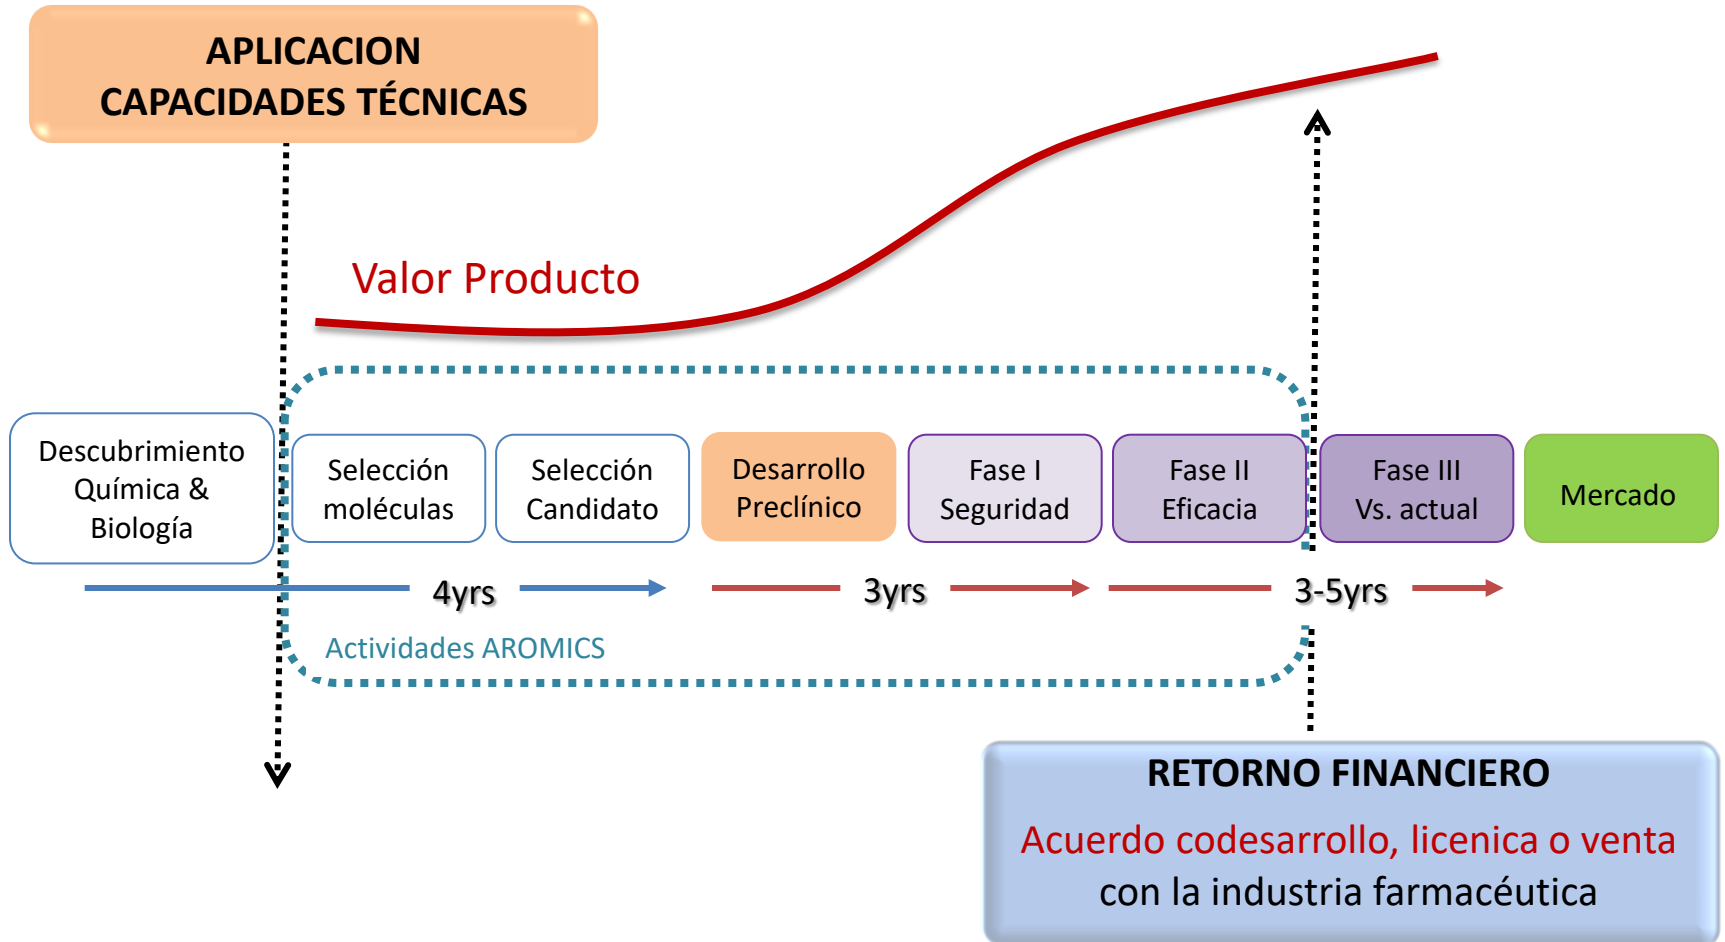 APLICACION
CAPACIDADES TÉCNICAS
Valor Producto
Descubrimiento
Química &
Biología
Selección
moléculas
Selección
Candidato
Desarrollo
Preclínico
Fase I
Seguridad
Fase II
Eficacia
Fase III
Vs. actual
Mercado
4yrs
3yrs
3-5yrs
Actividades AROMICS
RETORNO FINANCIERO
Acuerdo codesarrollo, licenica o venta
con la industria farmacéutica